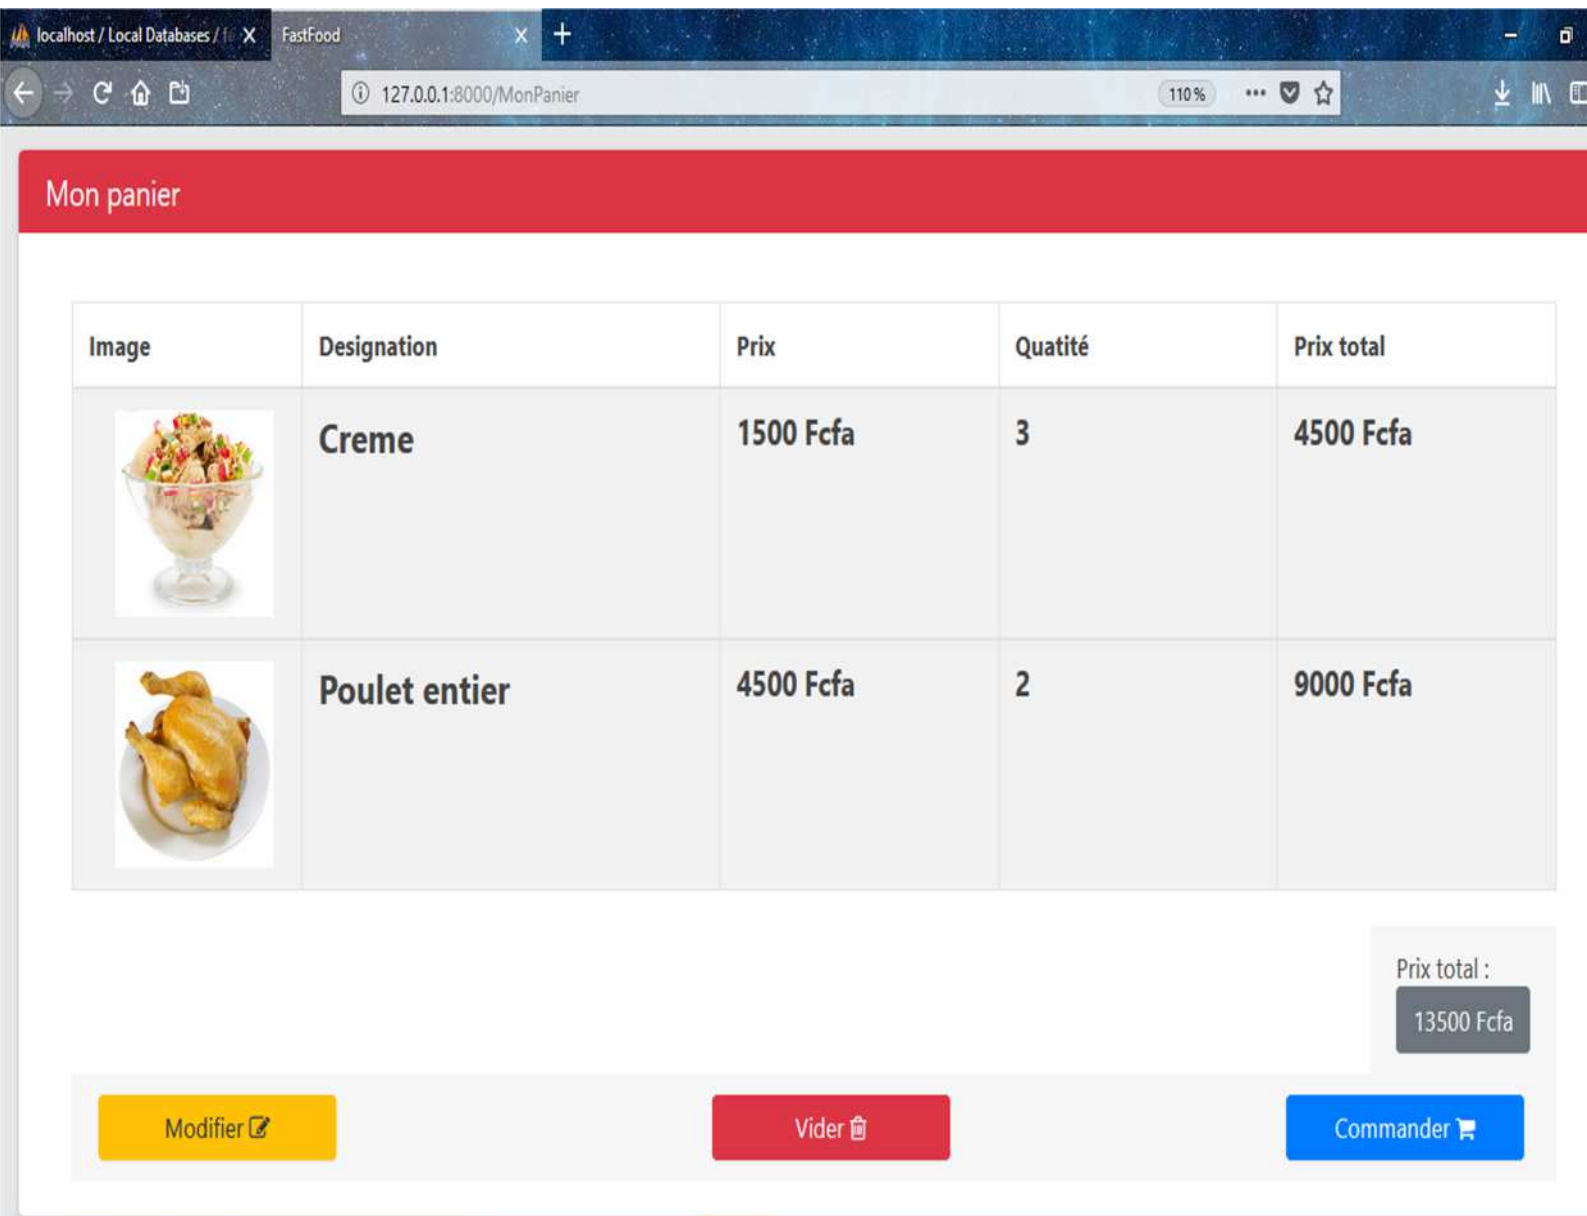 localhost / Local Databases / f
FastFood
127.0.0.1:8000/MonPanier
110%
Mon panier
Image Designation Prix Quatité Prix total
Creme 1500 Fcfa 3 4500 Fcfa
Poulet entier 4500 Fcfa 2 9000 Fcfa
Prix total :
13500 Fcfa
Modifier Vider Commander